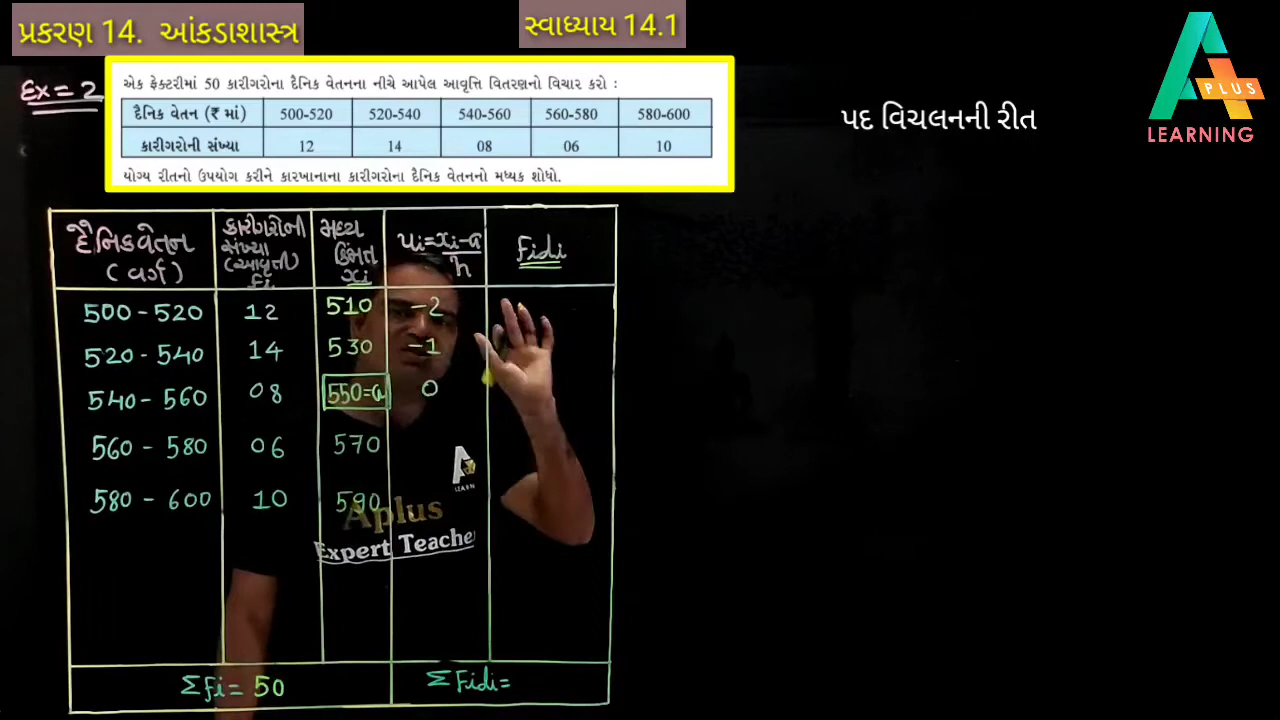 પ્રકરણ 14. આંકડાશાસ્ત્ર
સ્વાધ્યાય 14.1
Ex = 2
એક ફેક્ટરીમાં 50 કારીગરોના દૈનિક વેતનના નીચે આપેલ આવૃત્તિ વિતરણનો વિચાર કરો :
દૈનિક વેતન (₹ માં) 500-520 520-540 540-560 560-580 580-600
કારીગરોની સંખ્યા 12 14 08 06 10
યોગ્ય રીતનો ઉપયોગ કરીને કારખાનાના કારીગરોના દૈનિક વેતનનો મધ્યક શોધો.
પદ વિચલનની રીત
A PLUS
LEARNING
દૈનિક વેતન
(વર્ગ)
કારીગરોની
સંખ્યા
(આવૃત્તી)
fi
મધ્ય
કિંમત
xi
ui = xi-a
h
Fidi
500 - 520 12 510 -2
520 - 540 14 530 -1
540 - 560 08 550=a 0
560 - 580 06 570
580 - 600 10 590
A
LEARN
Aplus
Expert Teacher
Σfi = 50 ΣFidi=